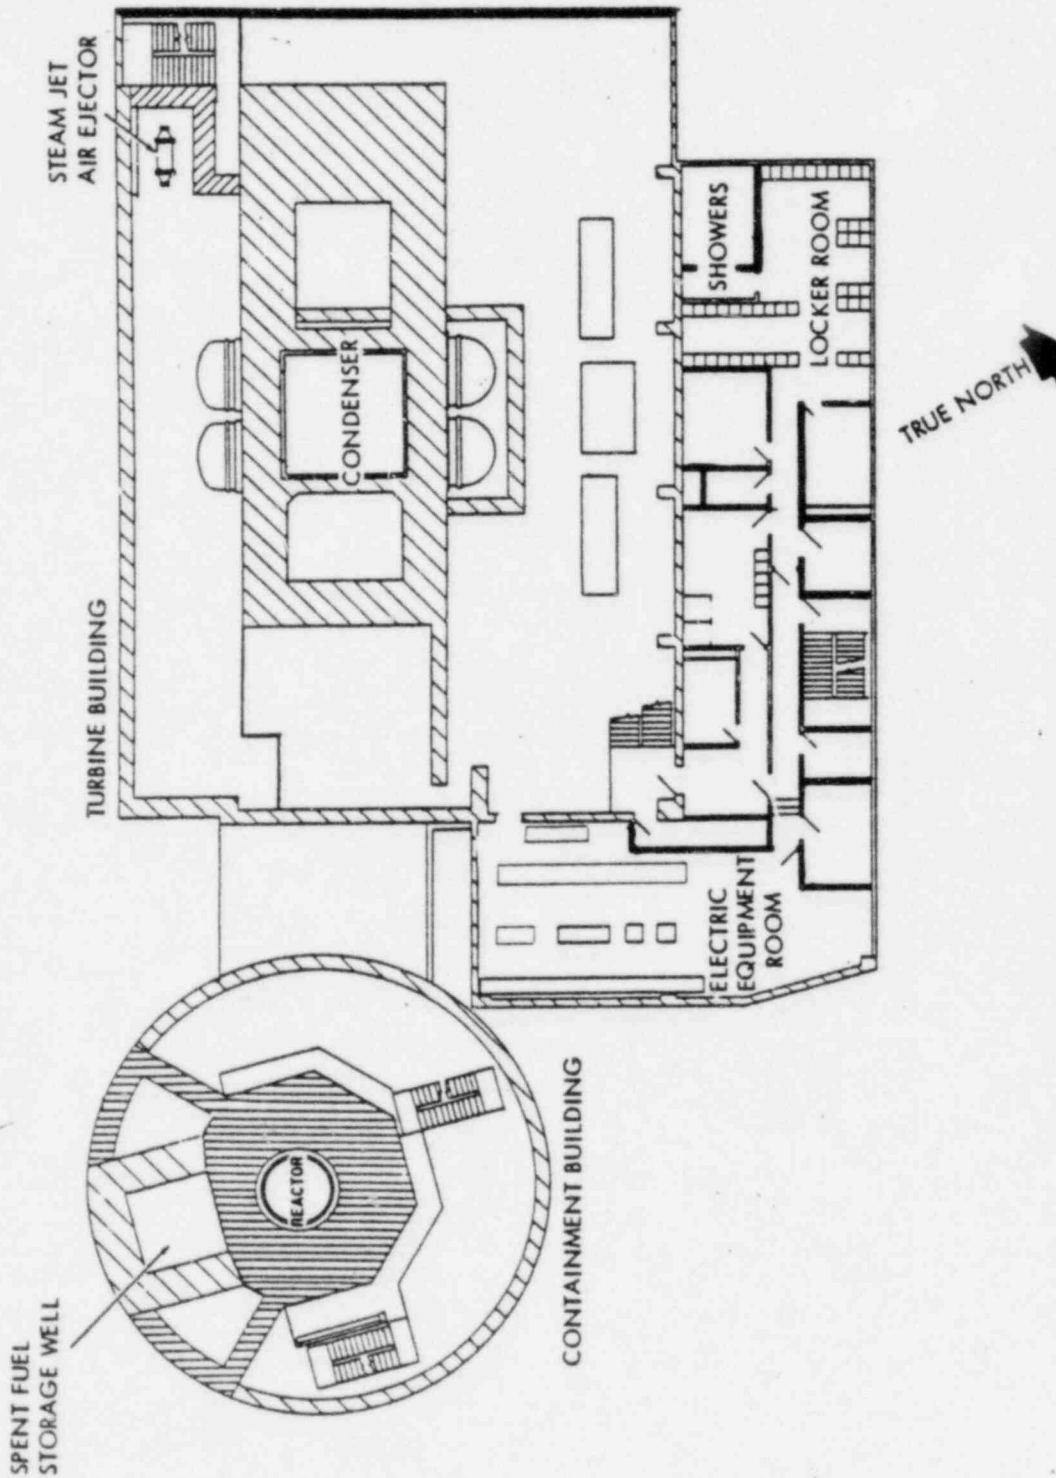 SPENT FUEL
STORAGE WELL
REACTOR
CONTAINMENT BUILDING
TURBINE BUILDING
STEAM JET
AIR EJECTOR
CONDENSER
ELECTRIC
EQUIPMENT
ROOM
SHOWERS
LOCKER ROOM
TRUE NORTH